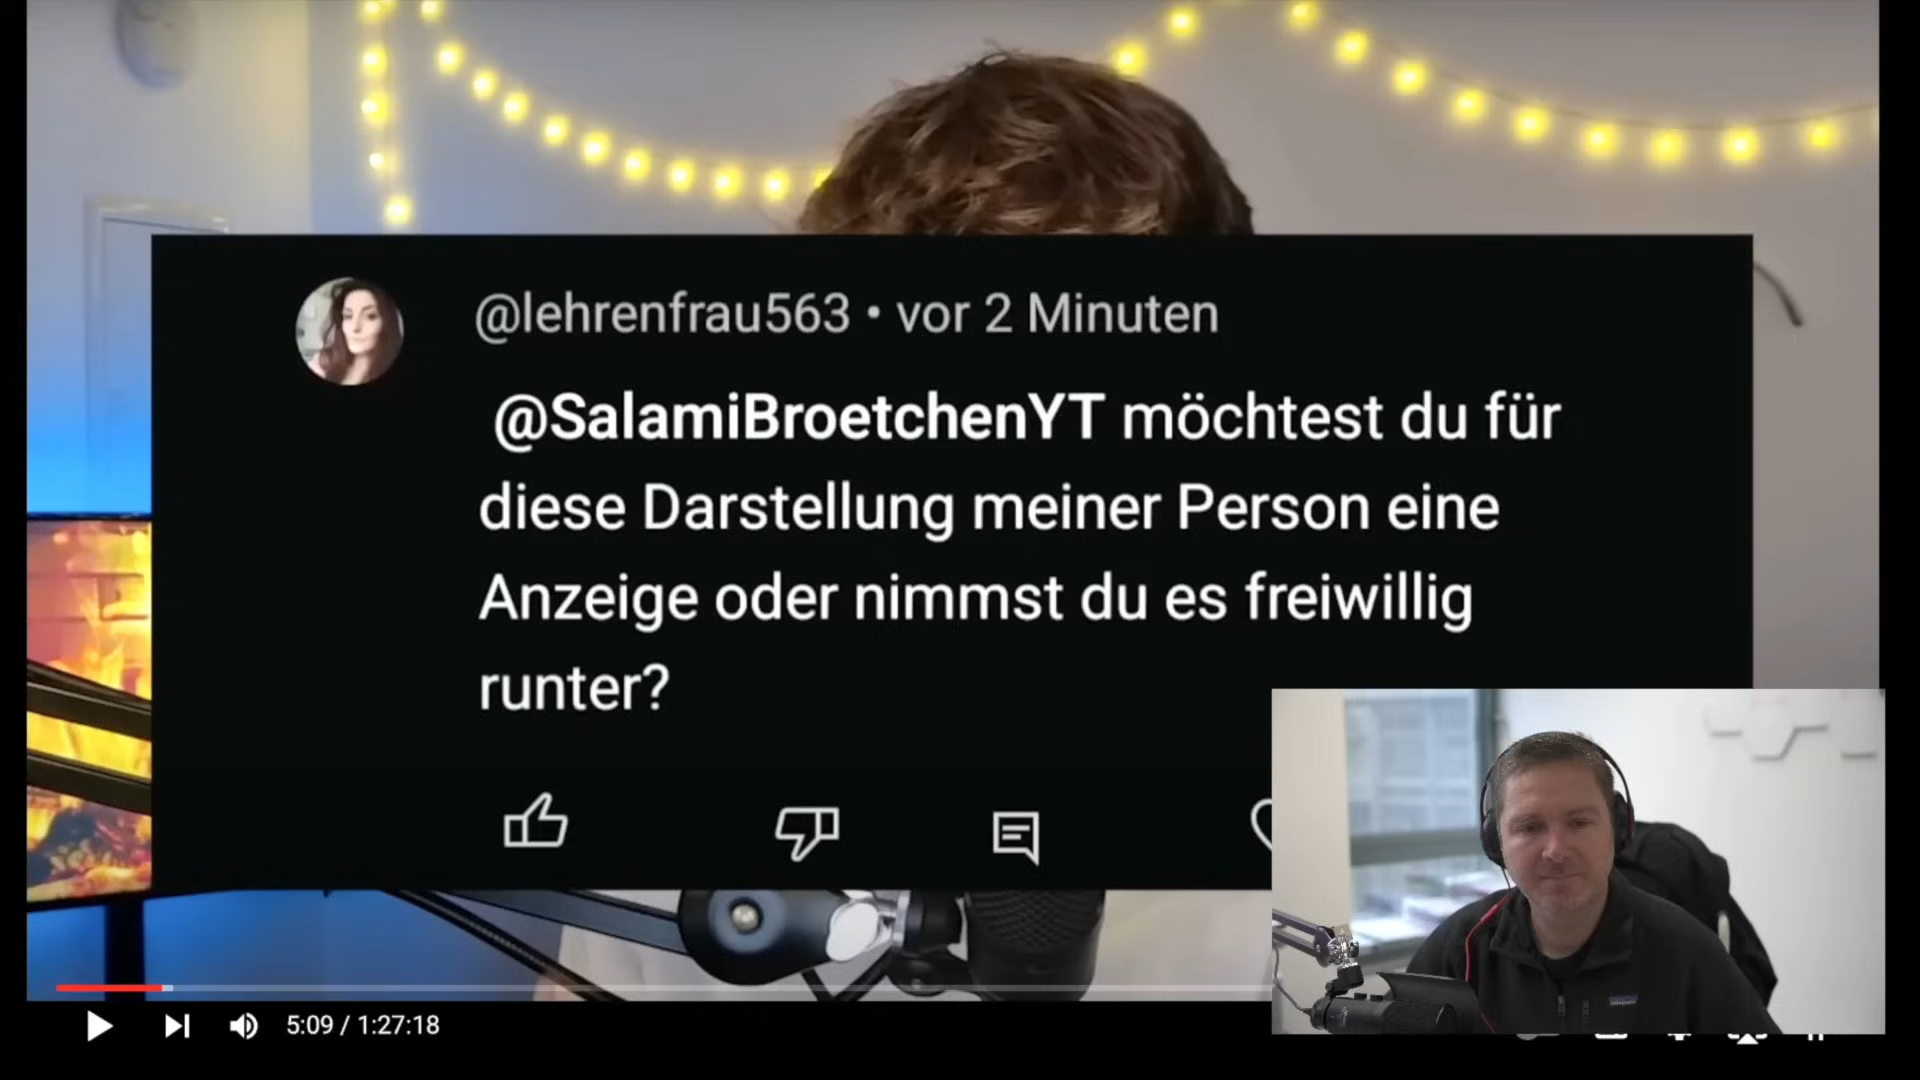 @lehrenfrau563 • vor 2 Minuten
@SalamiBroetchenYT möchtest du für
diese Darstellung meiner Person eine
Anzeige oder nimmst du es freiwillig
runter?
5:09 / 1:27:18